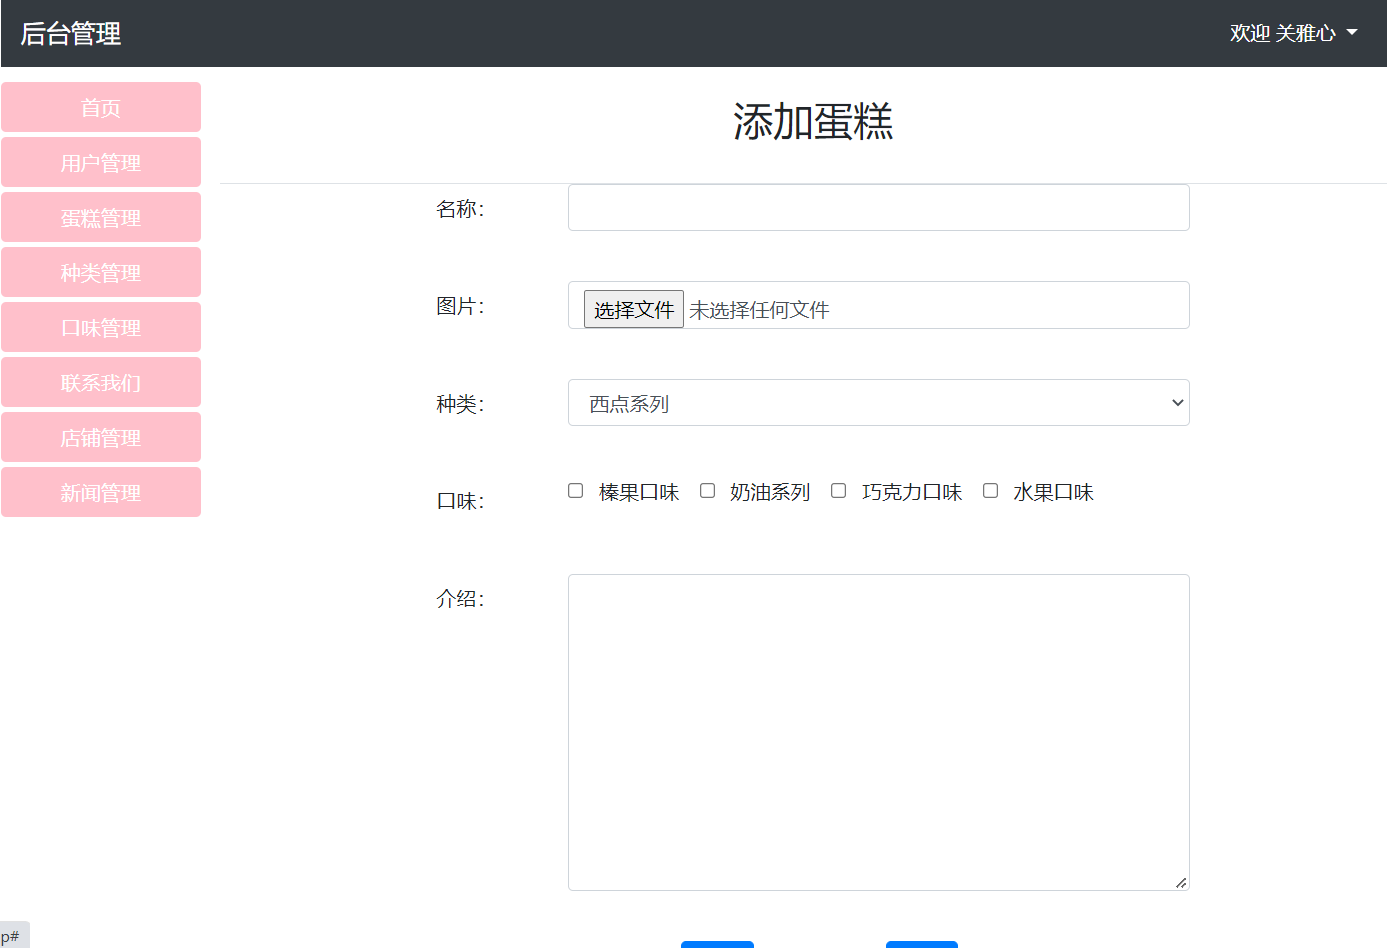 后台管理
欢迎 关雅心
首页
用户管理
蛋糕管理
种类管理
口味管理
联系我们
店铺管理
新闻管理
添加蛋糕
名称：
图片：
选择文件 未选择任何文件
种类：
西点系列
口味：
榛果口味 奶油系列 巧克力口味 水果口味
介绍：
p#